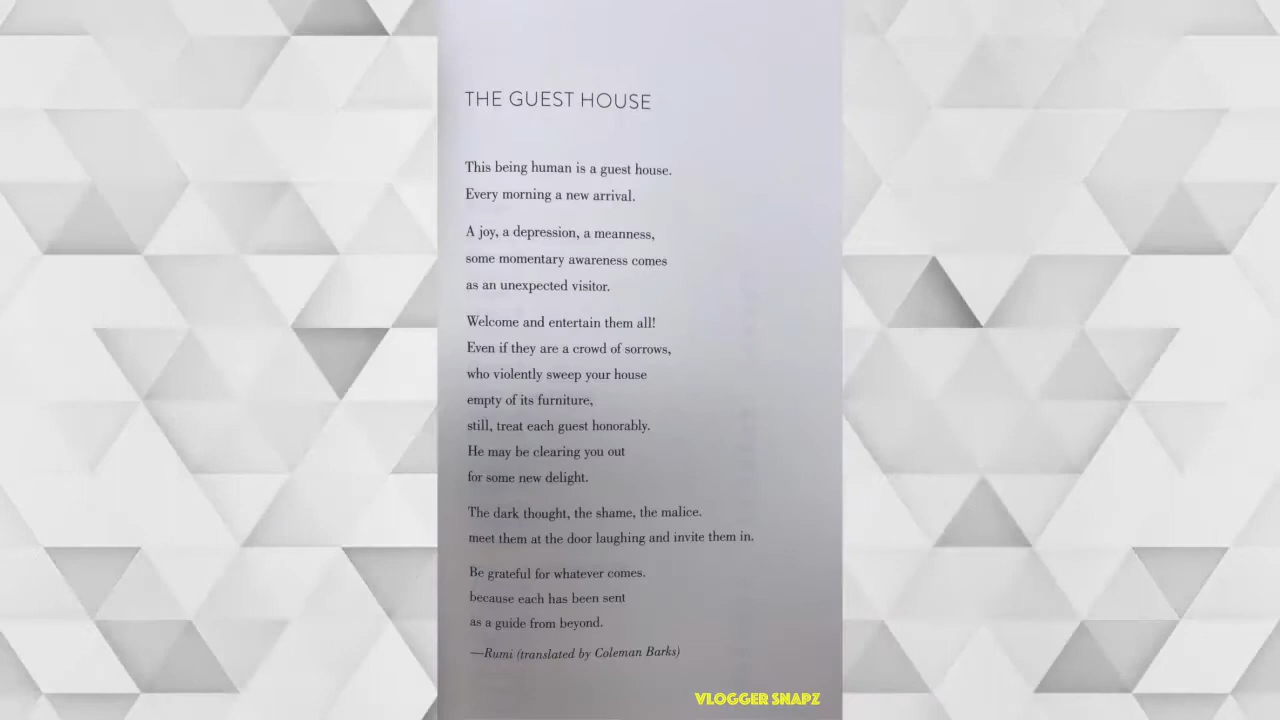 THE GUEST HOUSE
This being human is a guest house.
Every morning a new arrival.
A joy, a depression, a meanness,
some momentary awareness comes
as an unexpected visitor.
Welcome and entertain them all!
Even if they are a crowd of sorrows,
who violently sweep your house
empty of its furniture,
still, treat each guest honorably.
He may be clearing you out
for some new delight.
The dark thought, the shame, the malice.
meet them at the door laughing and invite them in.
Be grateful for whatever comes.
because each has been sent
as a guide from beyond.
—Rumi (translated by Coleman Barks)
VLOGGER SNAPZ